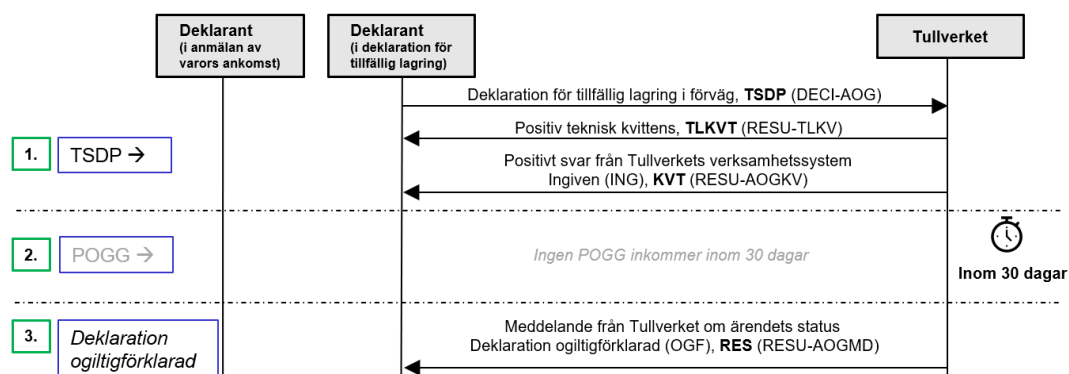 Deklarant
(i anmälan av
varors ankomst)
Deklarant
(i deklaration för
tillfällig lagring)
Tullverket
Deklaration för tillfällig lagring i förväg, TSDP (DECI-AOG)
Positiv teknisk kvittens, TLKVT (RESU-TLKV)
1.
TSDP →
Positivt svar från Tullverkets verksamhetssystem
Ingiven (ING), KVT (RESU-AOGKV)
2.
POGG →
Ingen POGG inkommer inom 30 dagar
Inom 30 dagar
3.
Deklaration
ogiltigförklarad
Meddelande från Tullverket om ärendets status
Deklaration ogiltigförklarad (OGF), RES (RESU-AOGMD)